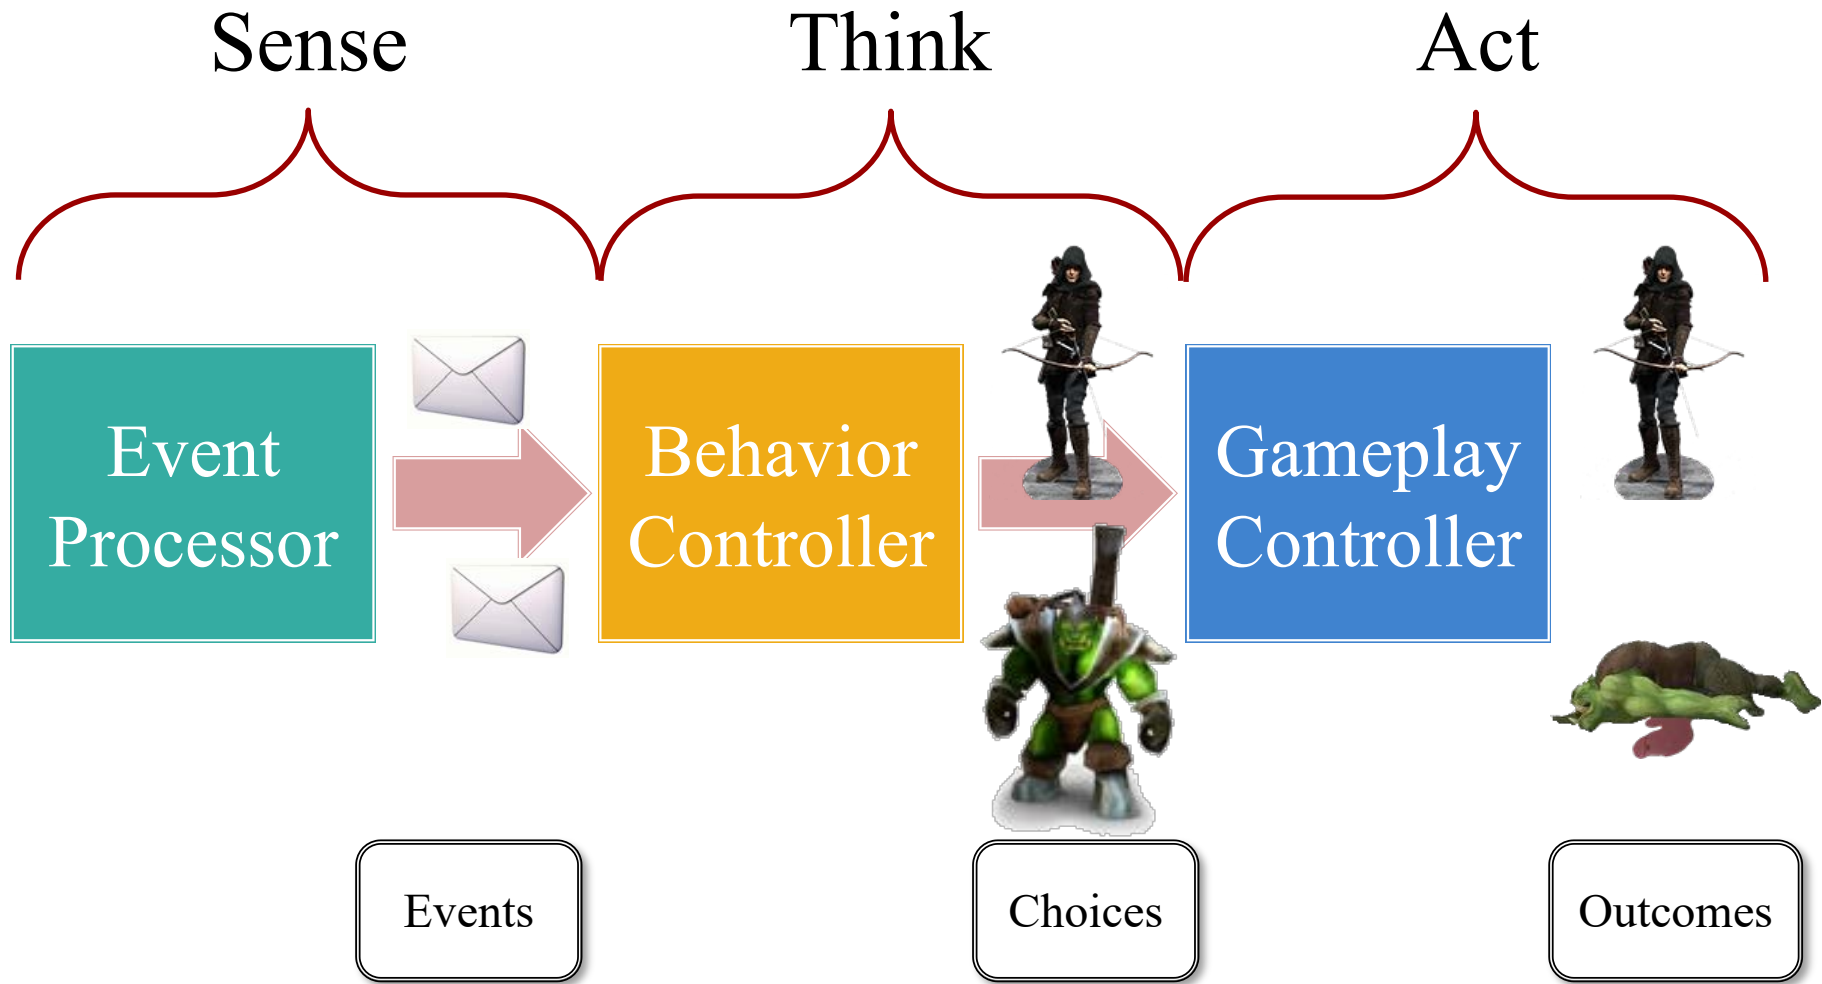 Sense
Think
Act
Event
Processor
Behavior
Controller
Gameplay
Controller
Events
Choices
Outcomes